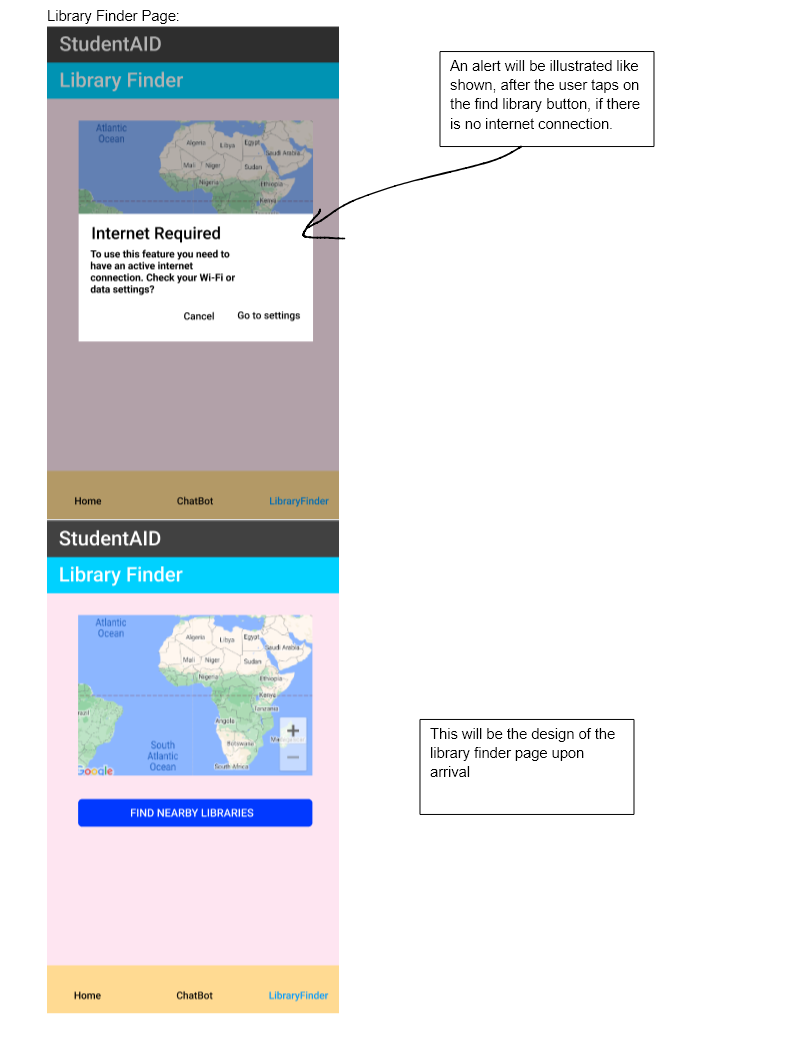 Library Finder Page:
StudentAID
Library Finder
An alert will be illustrated like
shown, after the user taps on
the find library button, if there
is no internet connection.
Atlantic
Ocean
Algeria Libya Egypt
Saudi Arabia
Mali Niger Sudan
Nigeria Ethiopia
Kenya
Internet Required
To use this feature you need to
have an active internet
connection. Check your Wi-Fi or
data settings?
Cancel Go to settings
Home ChatBot LibraryFinder
StudentAID
Library Finder
Atlantic
Ocean
Algeria Libya Egypt
Saudi Arabia
Mali Niger Sudan
Nigeria Ethiopia
Kenya
Tanzania
Angola
Botswana
South
Atlantic
Ocean
South Africa
Google
+
−
This will be the design of the
library finder page upon
arrival
FIND NEARBY LIBRARIES
Home ChatBot LibraryFinder